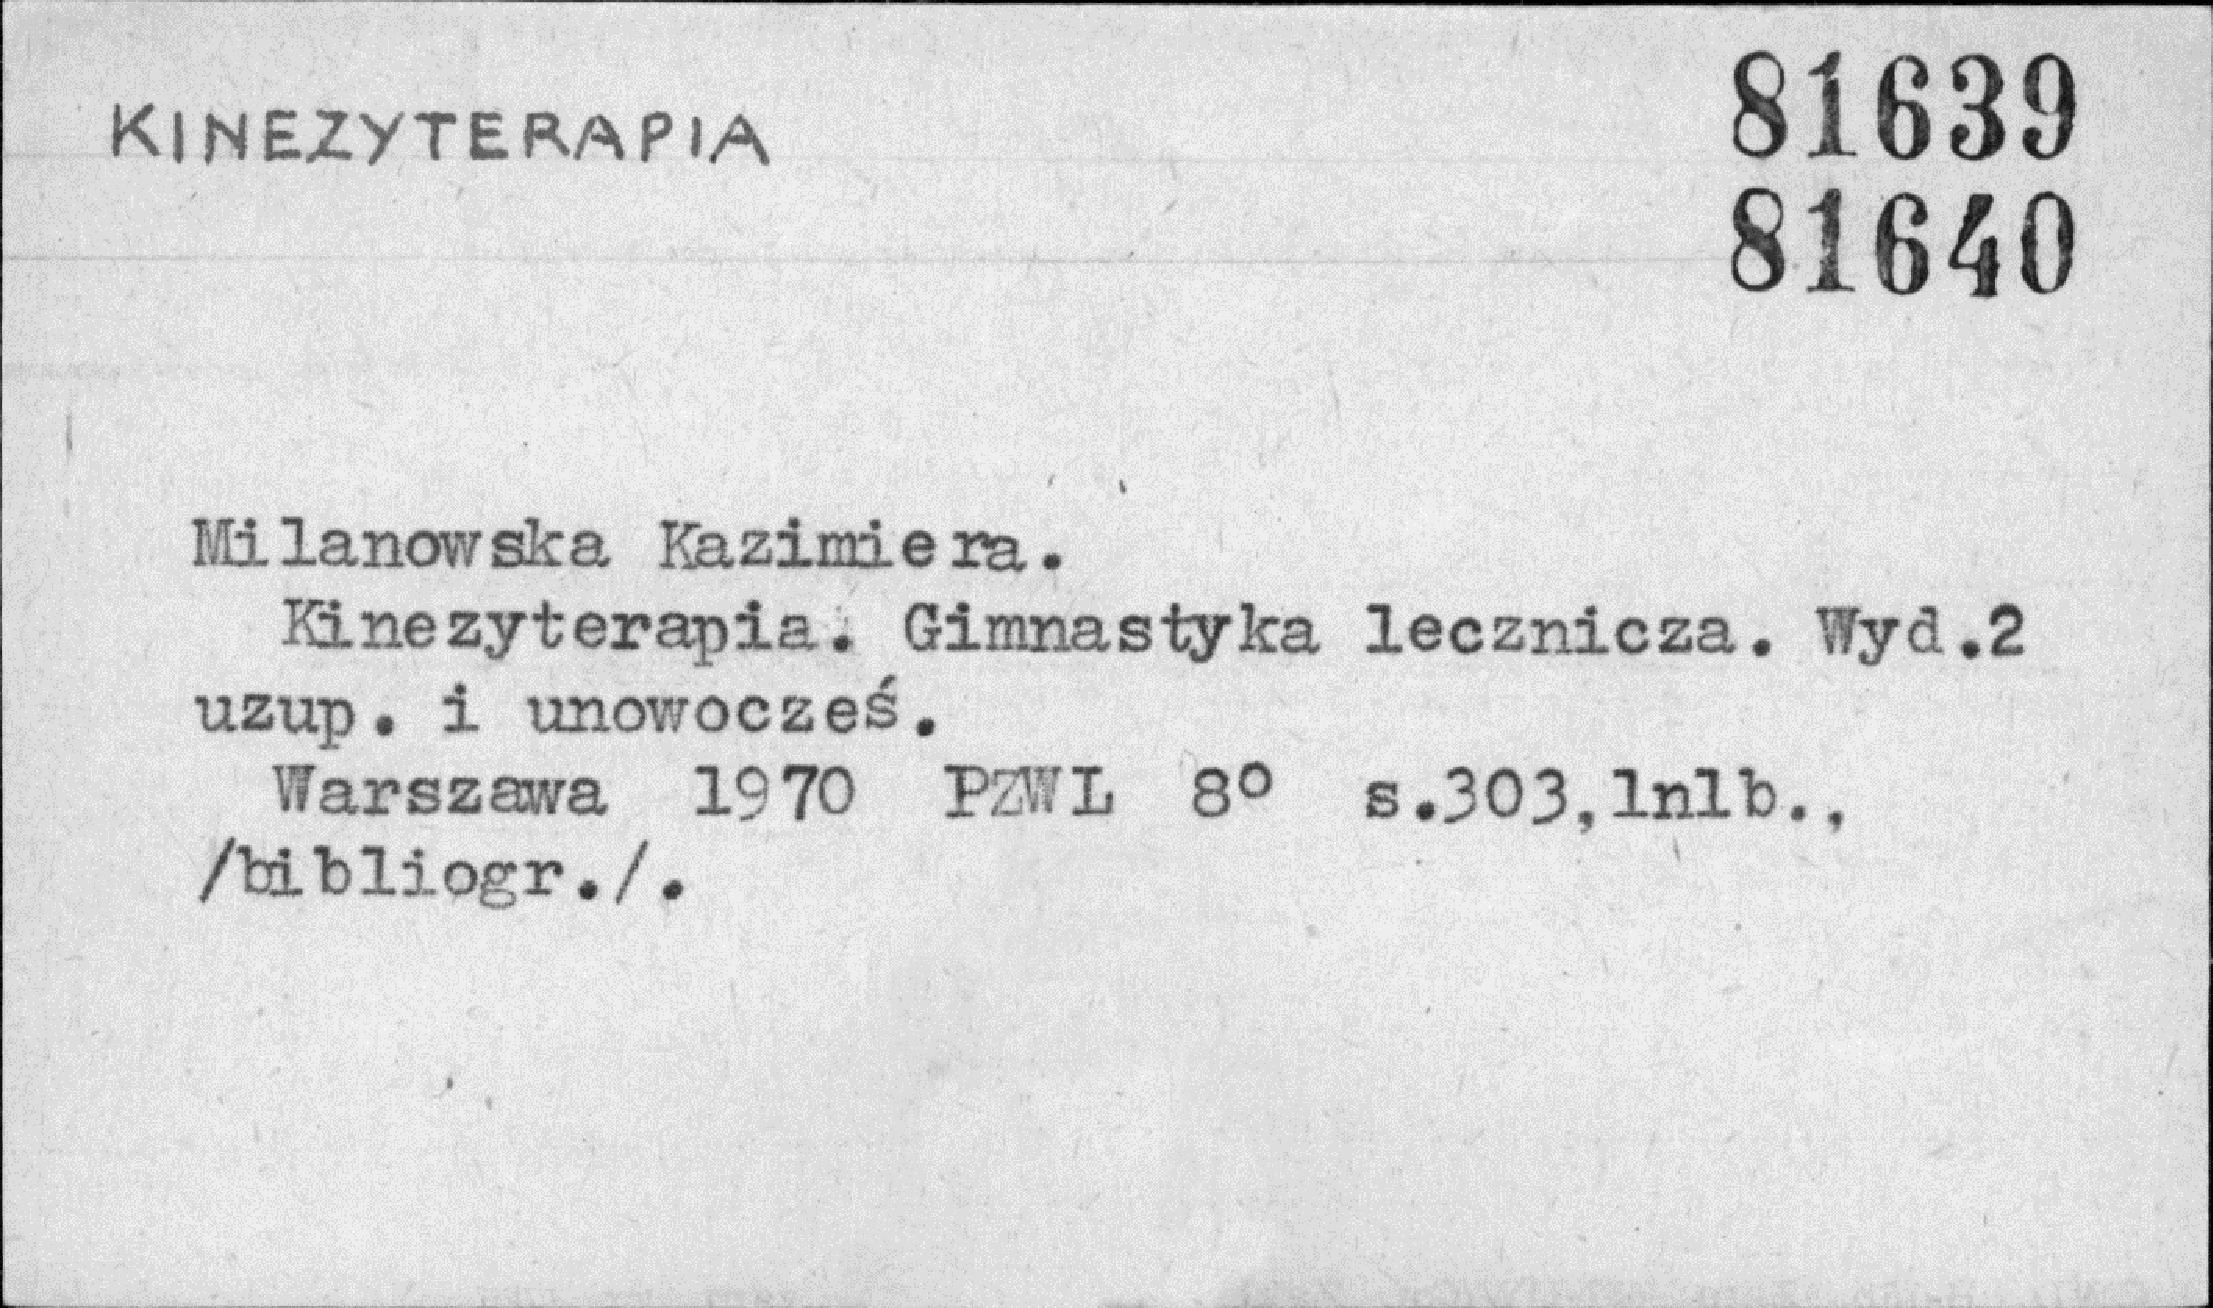 KINEZYTERAPIA
81639
81640
Milanowska Kazimiera.
Kinezyterapia. Gimnastyka lecznicza. Wyd.2
uzup. i unowocześ.
Warszawa 1970 PZWL 8° s.303,1nlb.,
/bibliogr./.